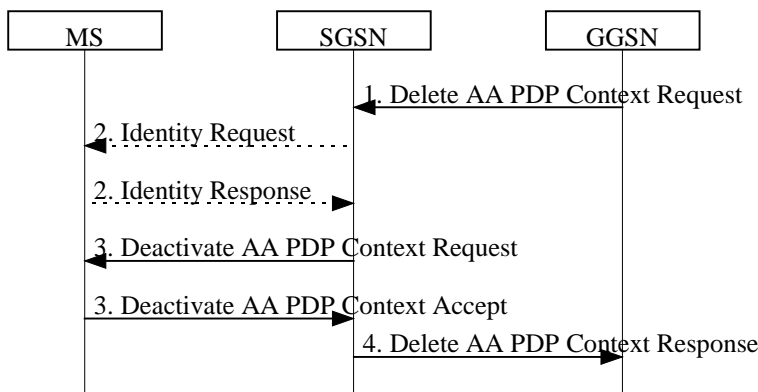 MS
SGSN
GGSN
1. Delete AA PDP Context Request
2. Identity Request
2. Identity Response
3. Deactivate AA PDP Context Request
3. Deactivate AA PDP Context Accept
4. Delete AA PDP Context Response